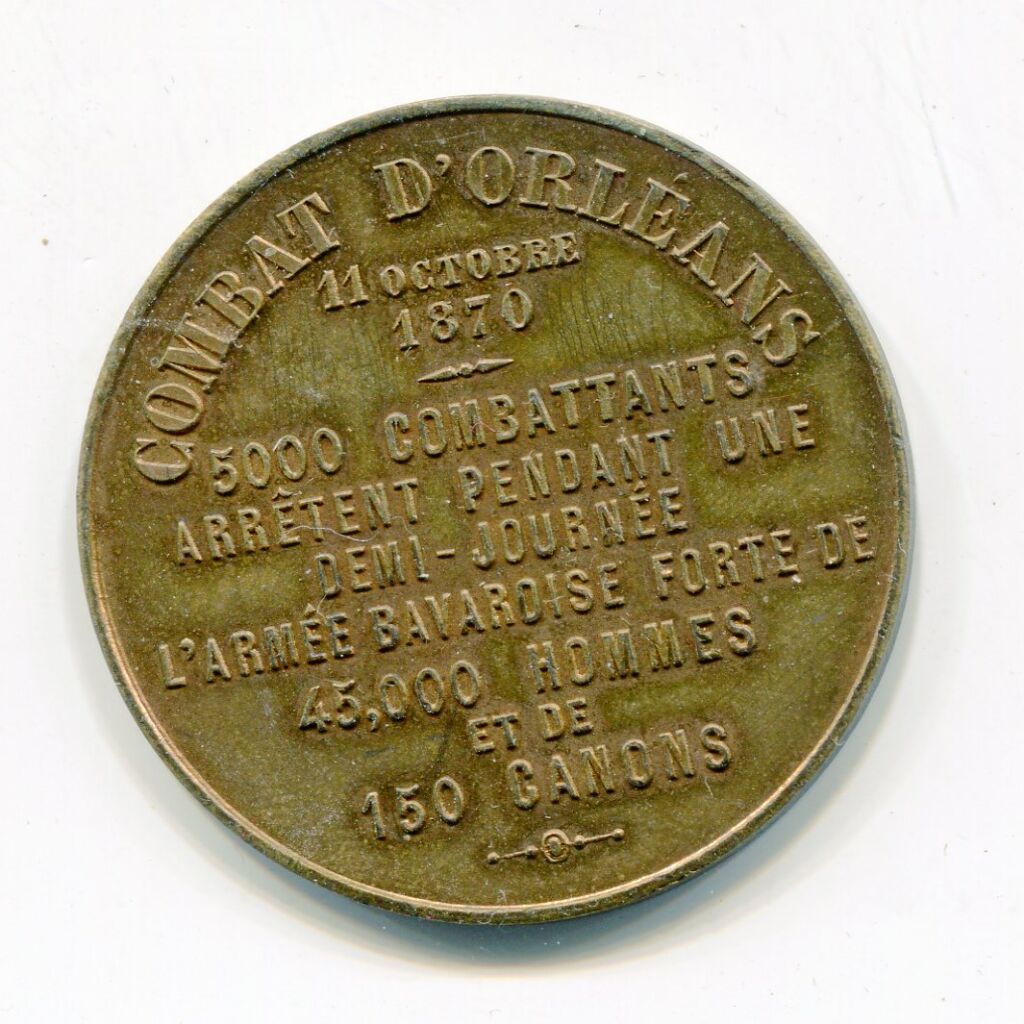 COMBAT D'ORLÉANS
11 OCTOBRE
1870
5000 COMBATTANTS
ARRÊTENT PENDANT UNE
DEMI-JOURNÉE
L'ARMÉE BAVAROISE FORTE DE
45,000 HOMMES
ET DE
150 CANONS